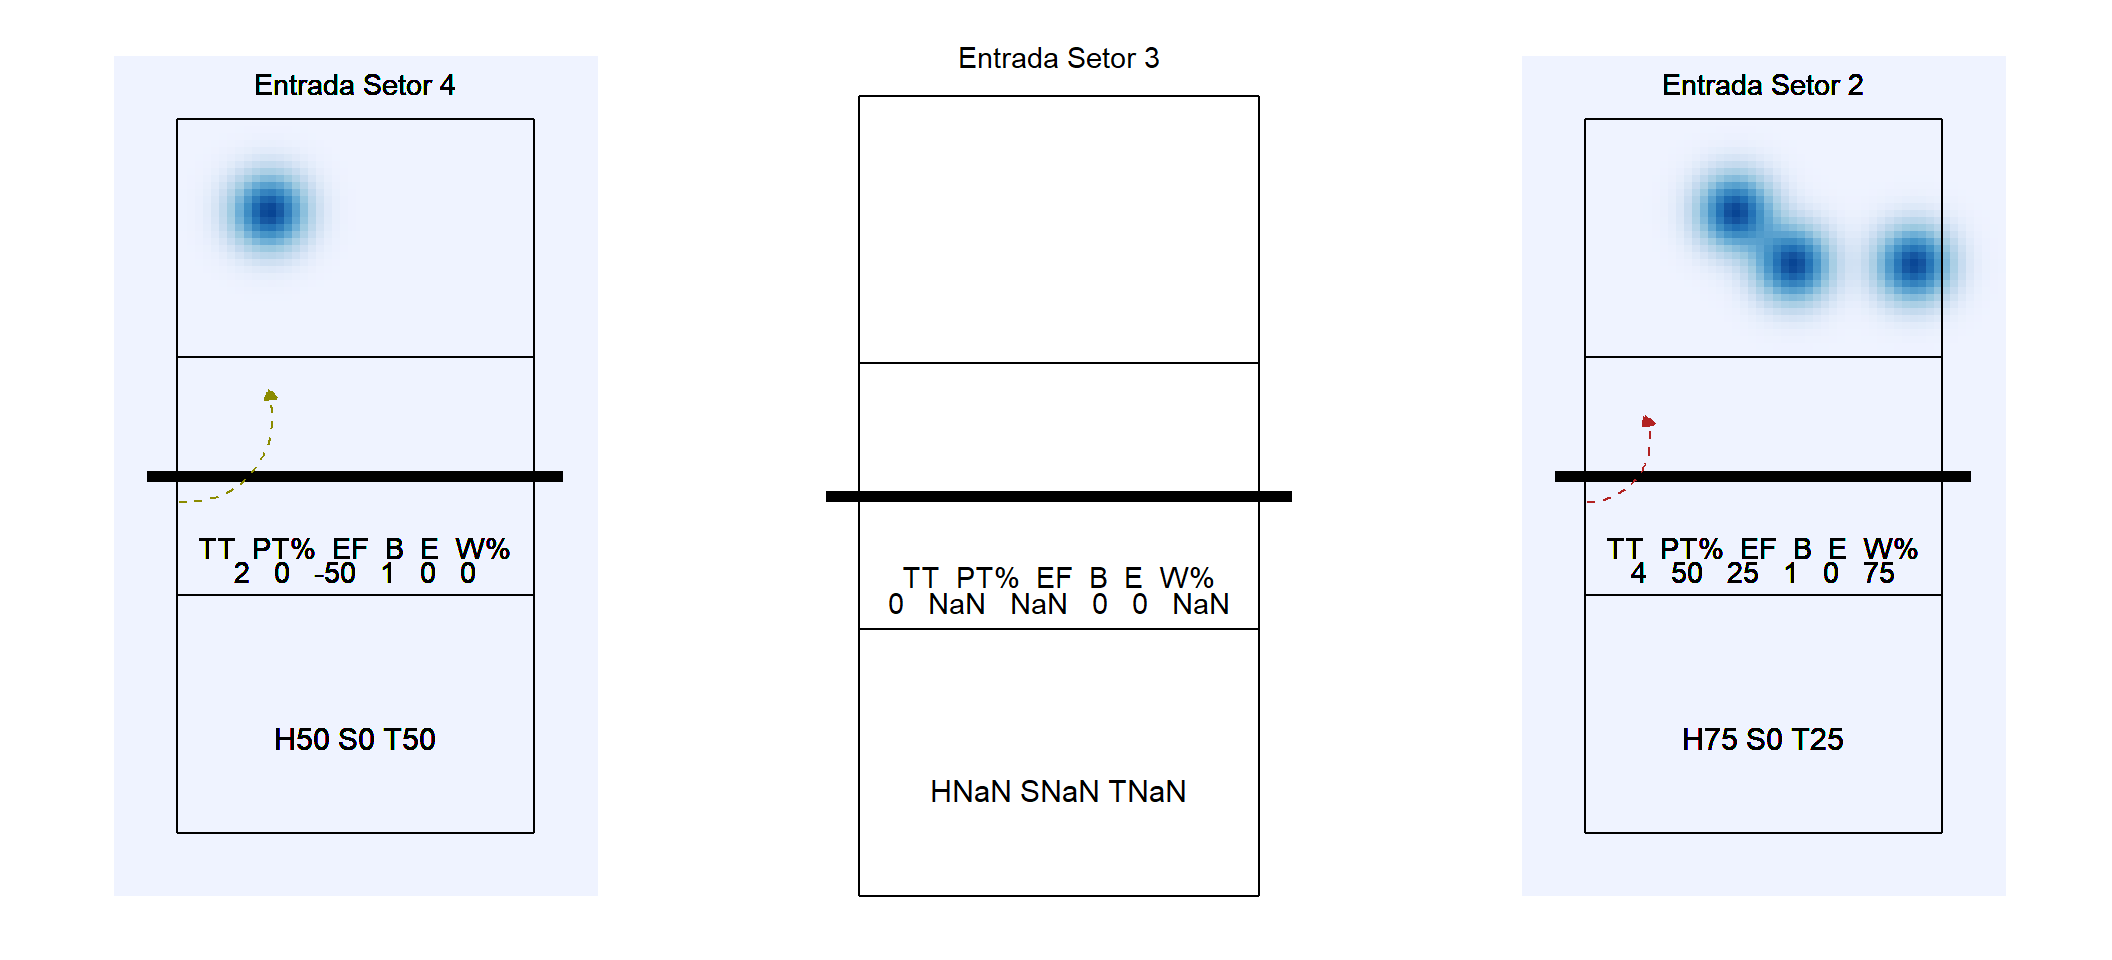 Entrada Setor 4
TT PT% EF B E W%
2 0 -50 1 0 0
H50 S0 T50
Entrada Setor 3
TT PT% EF B E W%
0 NaN NaN 0 0 NaN
HNaN SNaN TNaN
Entrada Setor 2
TT PT% EF B E W%
4 50 25 1 0 75
H75 S0 T25